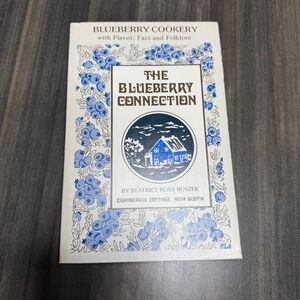 BLUEBERRY COOKERY
with Flavor, Fact and Folklore
THE
BLUEBERRY
CONNECTION
BY BEATRICE ROSS BUSZEK
CRANBERRIE COTTAGE, NOVA SCOTIA